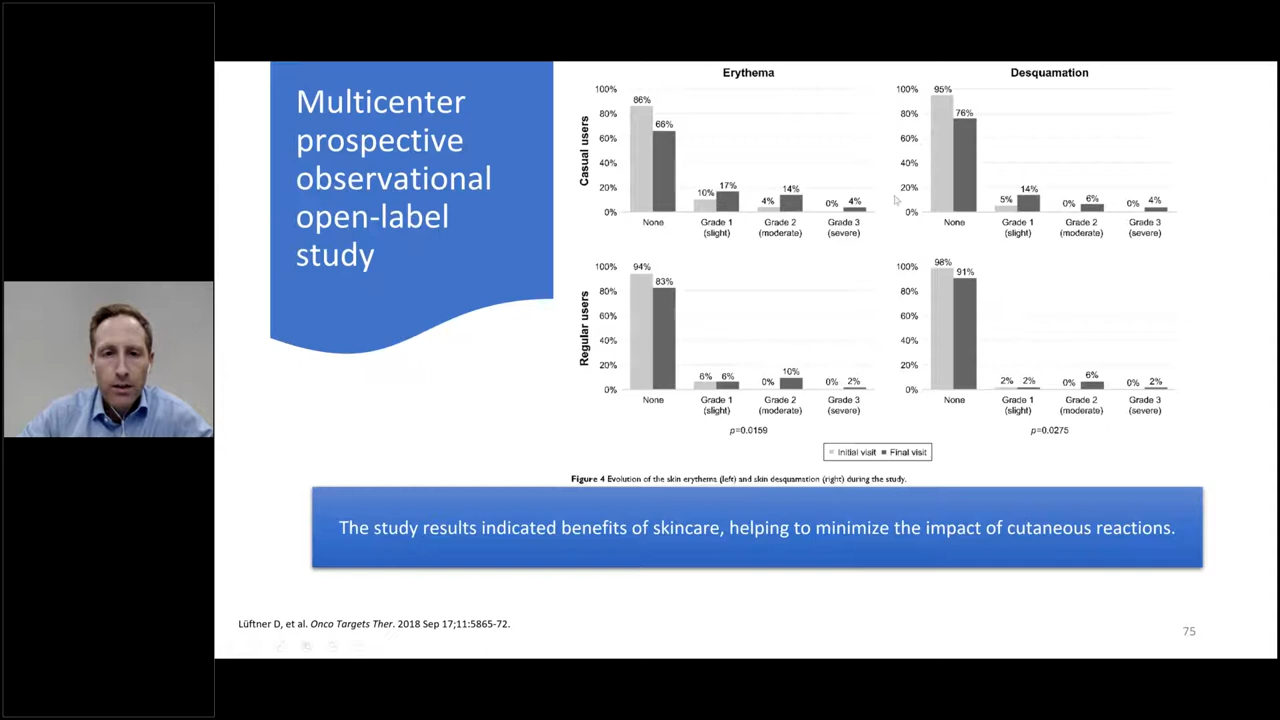 Multicenter
prospective
observational
open-label
study
Erythema
Casual users
100%
80%
60%
40%
20%
0%
86%
66%
10%
17%
4%
14%
0%
4%
None
Grade 1
(slight)
Grade 2
(moderate)
Grade 3
(severe)
Desquamation
100%
80%
60%
40%
20%
0%
95%
76%
5%
14%
0%
6%
0%
4%
None
Grade 1
(slight)
Grade 2
(moderate)
Grade 3
(severe)
Regular users
100%
80%
60%
40%
20%
0%
94%
83%
6%
6%
0%
10%
0%
2%
None
Grade 1
(slight)
Grade 2
(moderate)
Grade 3
(severe)
p=0.0159
100%
80%
60%
40%
20%
0%
98%
91%
2%
2%
0%
6%
0%
2%
None
Grade 1
(slight)
Grade 2
(moderate)
Grade 3
(severe)
p=0.0275
Initial visit Final visit
Figure 4 Evolution of the skin erythema (left) and skin desquamation (right) during the study.
The study results indicated benefits of skincare, helping to minimize the impact of cutaneous reactions.
Lüftner D, et al. Onco Targets Ther. 2018 Sep 17;11:5865-72.
75